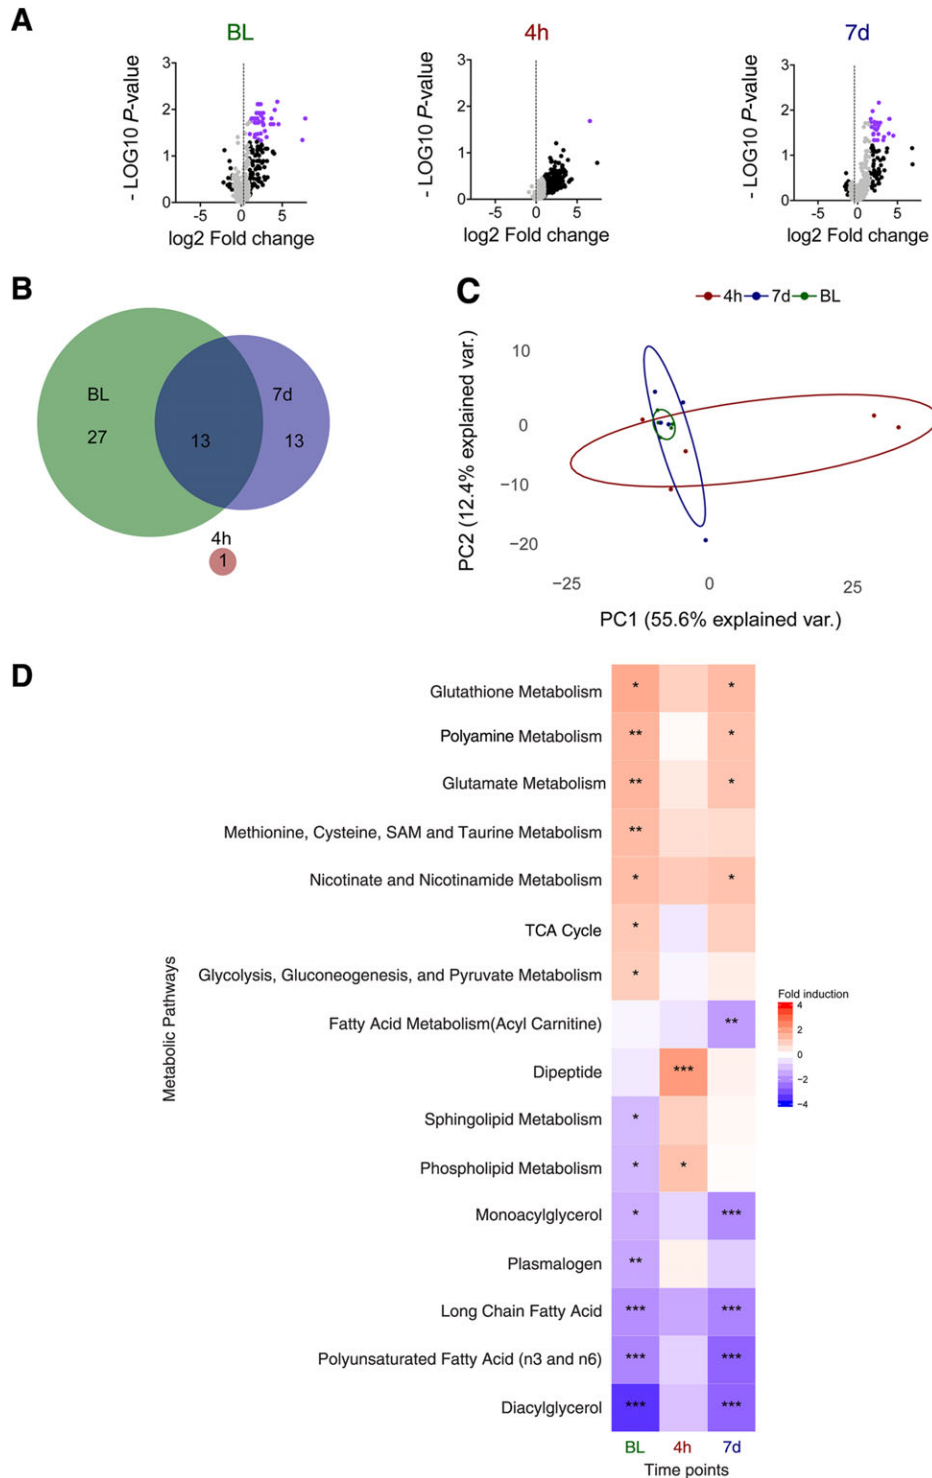 A
BL
4h
7d
- LOG10 P-value
3
2
1
0
-5
0
5
log2 Fold change
- LOG10 P-value
3
2
1
0
-5
0
5
log2 Fold change
- LOG10 P-value
3
2
1
0
-5
0
5
log2 Fold change
B
BL
27
13
7d
13
4h
1
C
4h 7d BL
PC2 (12.4% explained var.)
10
0
−10
−20
−25
0
25
PC1 (55.6% explained var.)
D
Metabolic Pathways
Glutathione Metabolism * *
Polyamine Metabolism ** *
Glutamate Metabolism ** *
Methionine, Cysteine, SAM and Taurine Metabolism **
Nicotinate and Nicotinamide Metabolism * *
TCA Cycle *
Glycolysis, Gluconeogenesis, and Pyruvate Metabolism *
Fatty Acid Metabolism(Acyl Carnitine) **
Dipeptide ***
Sphingolipid Metabolism *
Phospholipid Metabolism * *
Monoacylglycerol * ***
Plasmalogen **
Long Chain Fatty Acid *** ***
Polyunsaturated Fatty Acid (n3 and n6) *** ***
Diacylglycerol *** ***
BL 4h 7d
Time points
Fold induction
4
2
0
−2
−4